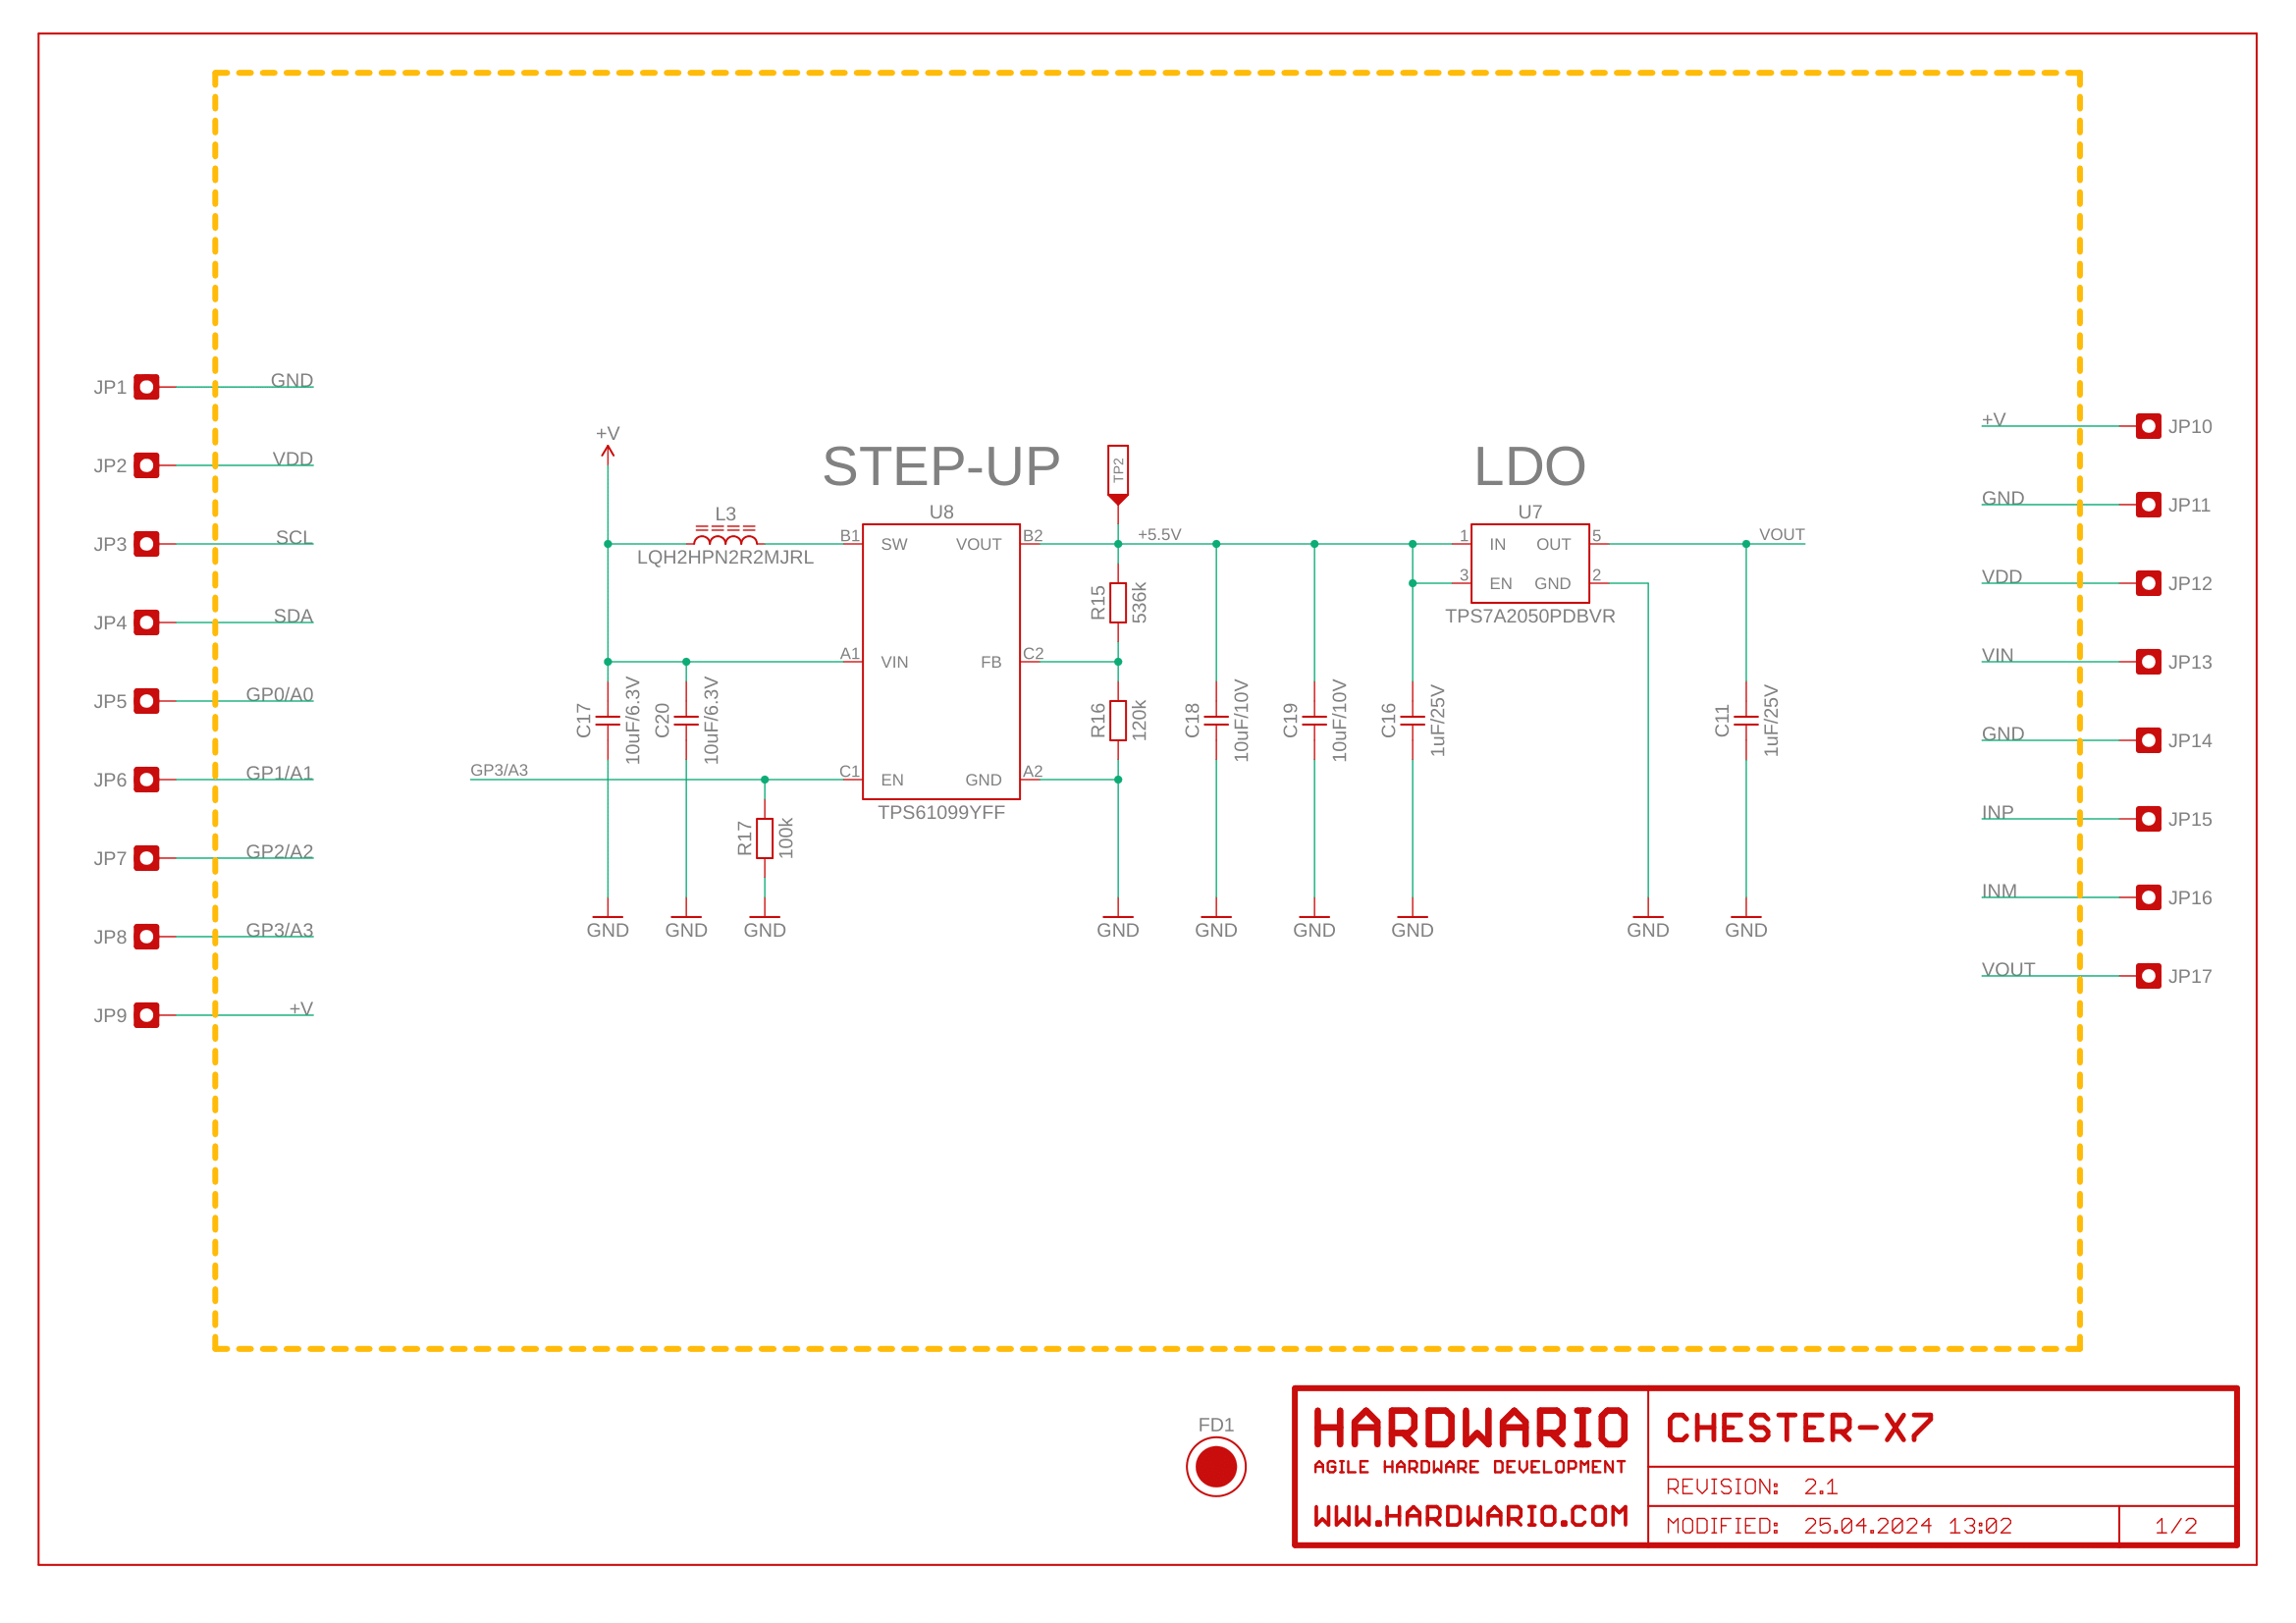 JP1 GND
JP2 VDD
JP3 SCL
JP4 SDA
JP5 GP0/A0
JP6 GP1/A1
JP7 GP2/A2
JP8 GP3/A3
JP9 +V
+V
L3
LQH2HPN2R2MJRL
C17
10uF/6.3V
C20
10uF/6.3V
GP3/A3
R17
100k
GND
GND
GND
STEP-UP
U8
B1 SW VOUT B2
A1 VIN FB C2
C1 EN GND A2
TPS61099YFF
TP2
+5.5V
R15
536k
R16
120k
C18
10uF/10V
C19
10uF/10V
C16
1uF/25V
GND
GND
GND
GND
LDO
U7
1 IN OUT 5
3 EN GND 2
TPS7A2050PDBVR
VOUT
C11
1uF/25V
GND
GND
+V JP10
GND JP11
VDD JP12
VIN JP13
GND JP14
INP JP15
INM JP16
VOUT JP17
FD1
HARDWARIO
AGILE HARDWARE DEVELOPMENT
WWW.HARDWARIO.COM
CHESTER-X7
REVISION: 2.1
MODIFIED: 25.04.2024 13:02
1/2